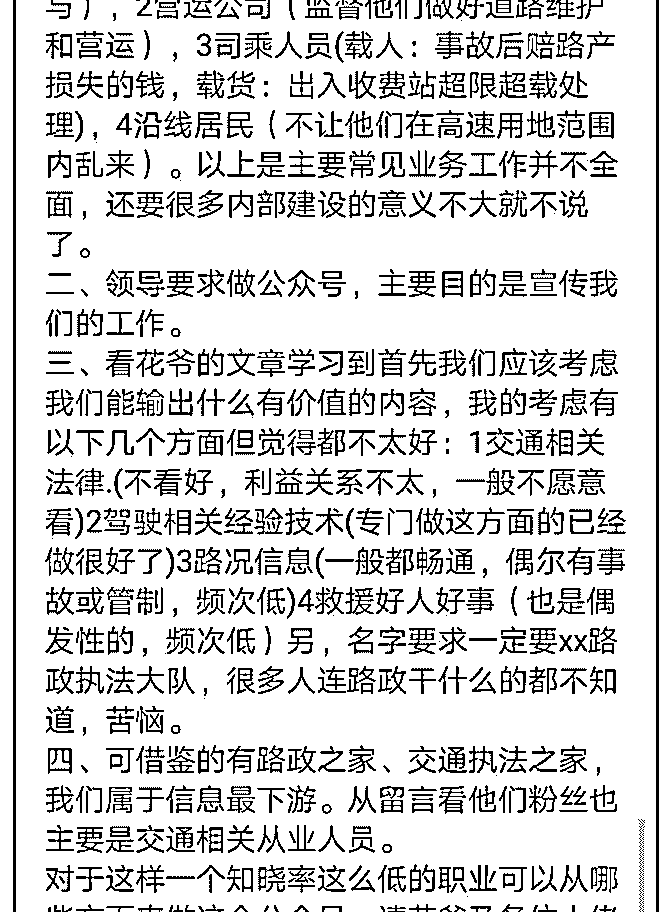 与），2营运公司（监督他们做好道路维护
和营运），3司乘人员(载人：事故后赔路产
损失的钱，载货：出入收费站超限超载处
理)，4沿线居民（不让他们在高速用地范围
内乱来）。以上是主要常见业务工作并不全
面，还要很多内部建设的意义不大就不说
了。
二、领导要求做公众号，主要目的是宣传我
们的工作。
三、看花爷的文章学习到首先我们应该考虑
我们能输出什么有价值的内容，我的考虑有
以下几个方面但觉得都不太好：1交通相关
法律.(不看好，利益关系不太，一般不愿意
看)2驾驶相关经验技术(专门做这方面的已经
做很好了)3路况信息(一般都畅通，偶尔有事
故或管制，频次低)4救援好人好事（也是偶
发性的，频次低）另，名字要求一定要xx路
政执法大队，很多人连路政干什么的都不知
道，苦恼。
四、可借鉴的有路政之家、交通执法之家，
我们属于信息最下游。从留言看他们粉丝也
主要是交通相关从业人员。
对于这样一个知晓率这么低的职业可以从哪